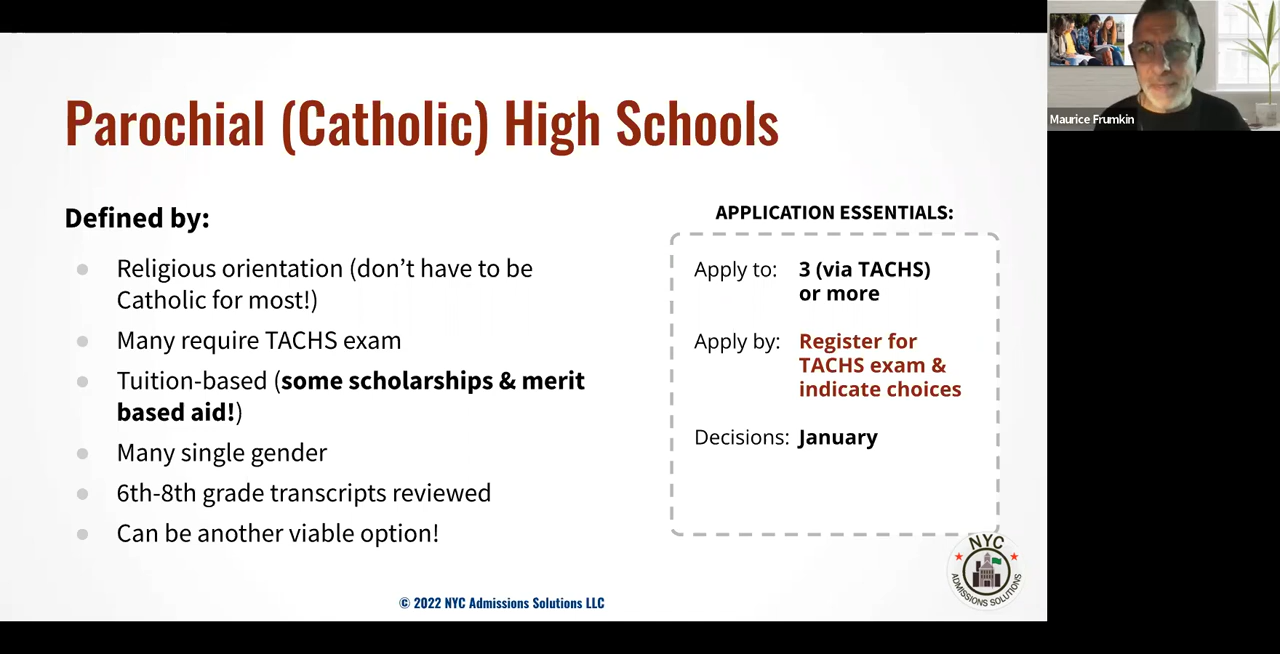 Parochial (Catholic) High Schools
Defined by:
Religious orientation (don't have to be
Catholic for most!)
Many require TACHS exam
Tuition-based (some scholarships & merit
based aid!)
Many single gender
6th-8th grade transcripts reviewed
Can be another viable option!
APPLICATION ESSENTIALS:
Apply to: 3 (via TACHS)
or more
Apply by: Register for
TACHS exam &
indicate choices
Decisions: January
NYC
ADMISSIONS SOLUTIONS
© 2022 NYC Admissions Solutions LLC
Maurice Frumkin